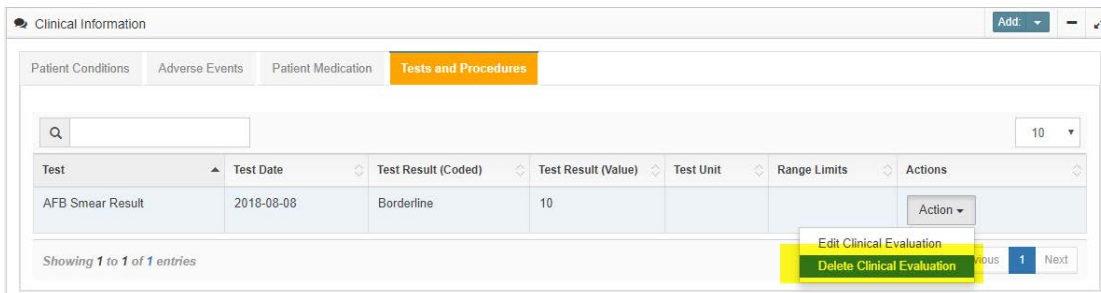 Clinical Information Add:
Patient Conditions Adverse Events Patient Medication Tests and Procedures
10
Test Test Date Test Result (Coded) Test Result (Value) Test Unit Range Limits Actions
AFB Smear Result 2018-08-08 Borderline 10 Action
Edit Clinical Evaluation
Showing 1 to 1 of 1 entries Delete Clinical Evaluation 1 Next